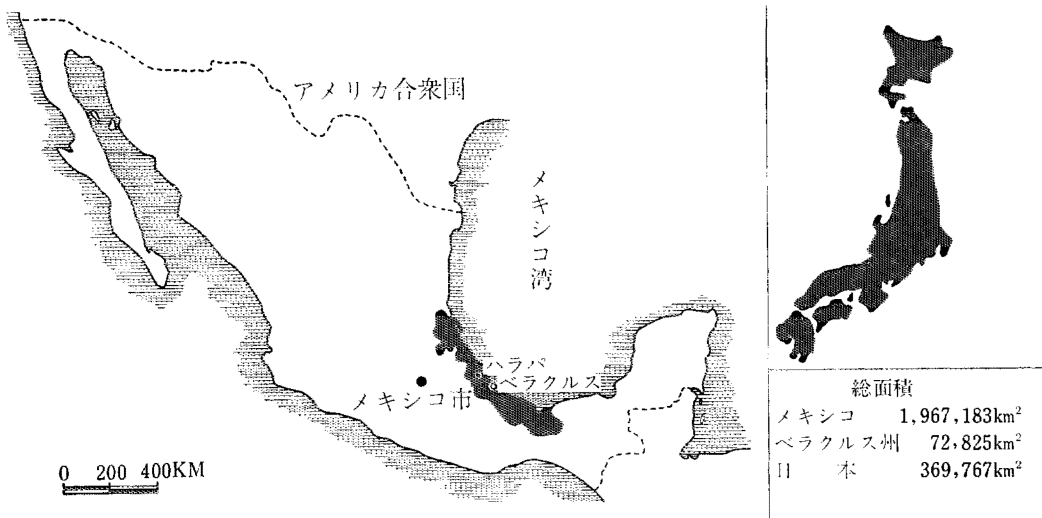 アメリカ合衆国
メキシコ湾
ハラパ
ベラクルス
メキシコ市
0 200 400KM
総面積
メキシコ 1,967,183km²
ベラクルス州 72,825km²
日本 369,767km²